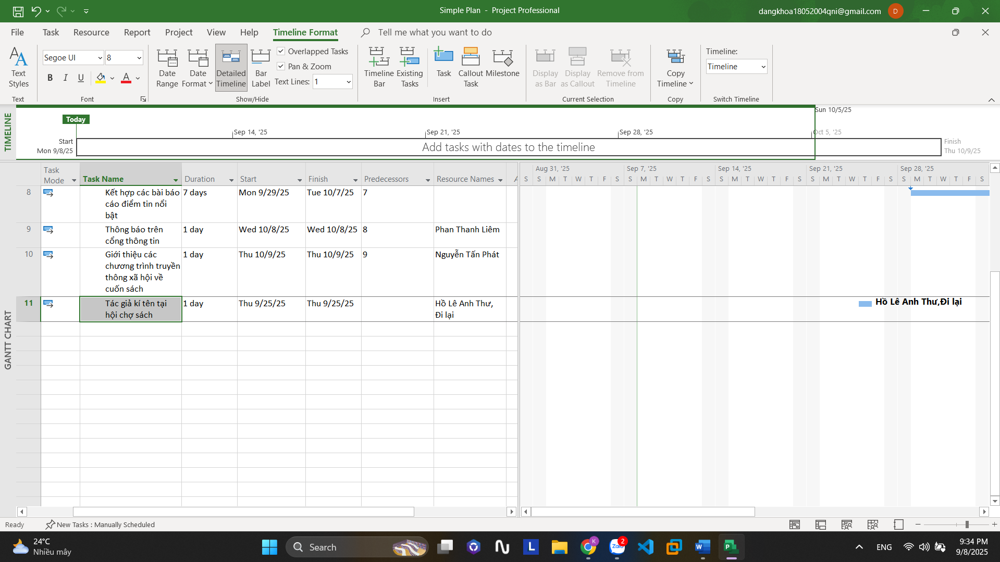 Simple Plan - Project Professional
dangkhoa18052004qni@gmail.com
D
File
Task
Resource
Report
Project
View
Help
Timeline Format
Tell me what you want to do
Text Styles
Text
Segoe UI
8
B I U
A
Font
Date Range
Date Format
Detailed Timeline
Bar Label
Overlapped Tasks
Pan & Zoom
Text Lines: 1
Show/Hide
Timeline Bar
Existing Tasks
Task
Callout Task
Milestone
Insert
Display as Bar
Display as Callout
Remove from Timeline
Current Selection
Copy Timeline
Copy
Timeline:
Timeline
Switch Timeline
TIMELINE
Today
Sun 10/5/25
Sep 14, '25
Sep 21, '25
Sep 28, '25
Oct 5, '25
Start
Mon 9/8/25
Add tasks with dates to the timeline
Finish
Thu 10/9/25
GANTT CHART
Task Mode
Task Name
Duration
Start
Finish
Predecessors
Resource Names
A
Aug 31, '25
Sep 7, '25
Sep 14, '25
Sep 21, '25
Sep 28, '25
S S M T W T F S S M T W T F S S M T W T F S S M T W T F S S M T W T F S
8
Kết hợp các bài báo
cáo điểm tin nổi
bật
7 days
Mon 9/29/25
Tue 10/7/25
7
9
Thông báo trên
cổng thông tin
1 day
Wed 10/8/25
Wed 10/8/25
8
Phan Thanh Liêm
10
Giới thiệu các
chương trình truyền
thông xã hội về
cuốn sách
1 day
Thu 10/9/25
Thu 10/9/25
9
Nguyễn Tấn Phát
11
Tác giả kí tên tại
hội chợ sách
1 day
Thu 9/25/25
Thu 9/25/25
Hồ Lê Anh Thư,
Đi lại
Hồ Lê Anh Thư,Đi lại
Ready
New Tasks : Manually Scheduled
24°C
Nhiều mây
Search
L
K
Zalo
2
W
P
ENG
9:34 PM
9/8/2025